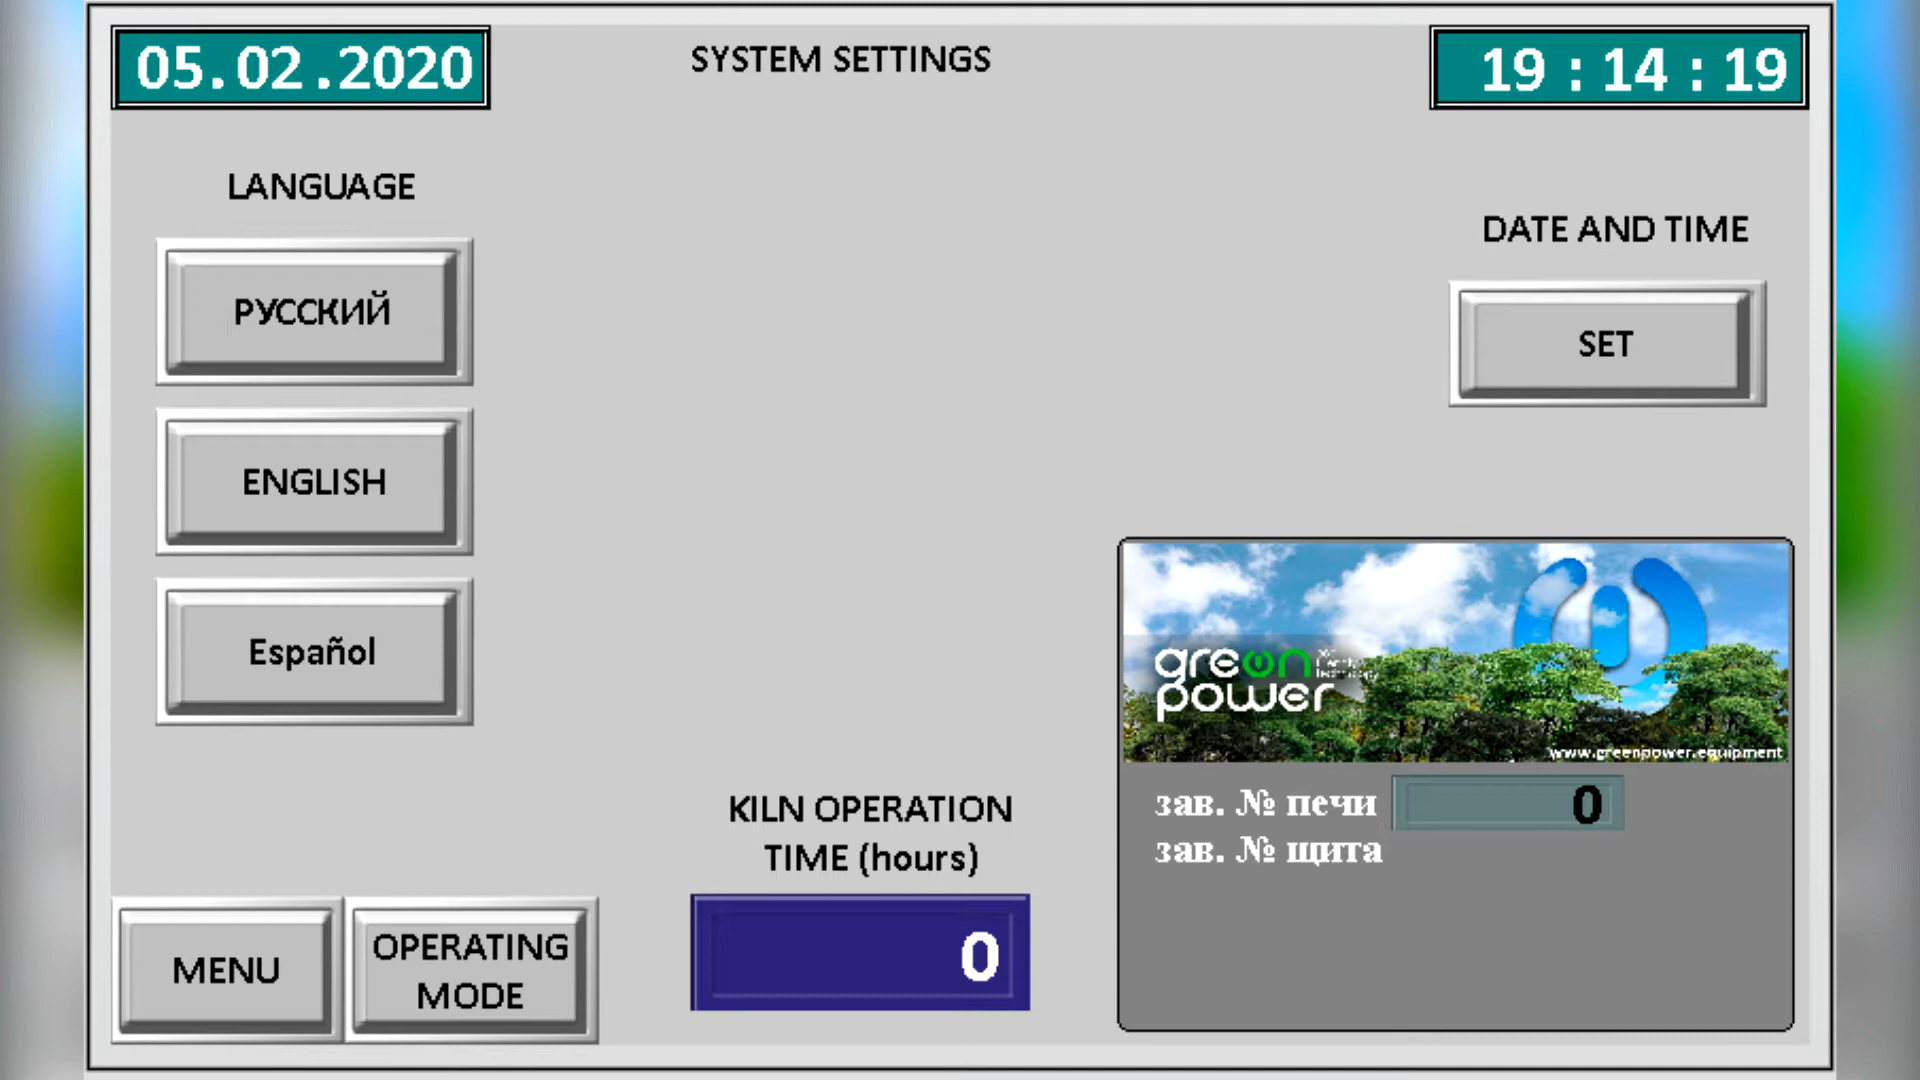 05.02.2020
SYSTEM SETTINGS
19 : 14 : 19
LANGUAGE
DATE AND TIME
РУССКИЙ
SET
ENGLISH
Español
green
power
www.greenpower.equipment
зав. № печи 0
зав. № щита
KILN OPERATION
TIME (hours)
0
MENU
OPERATING
MODE